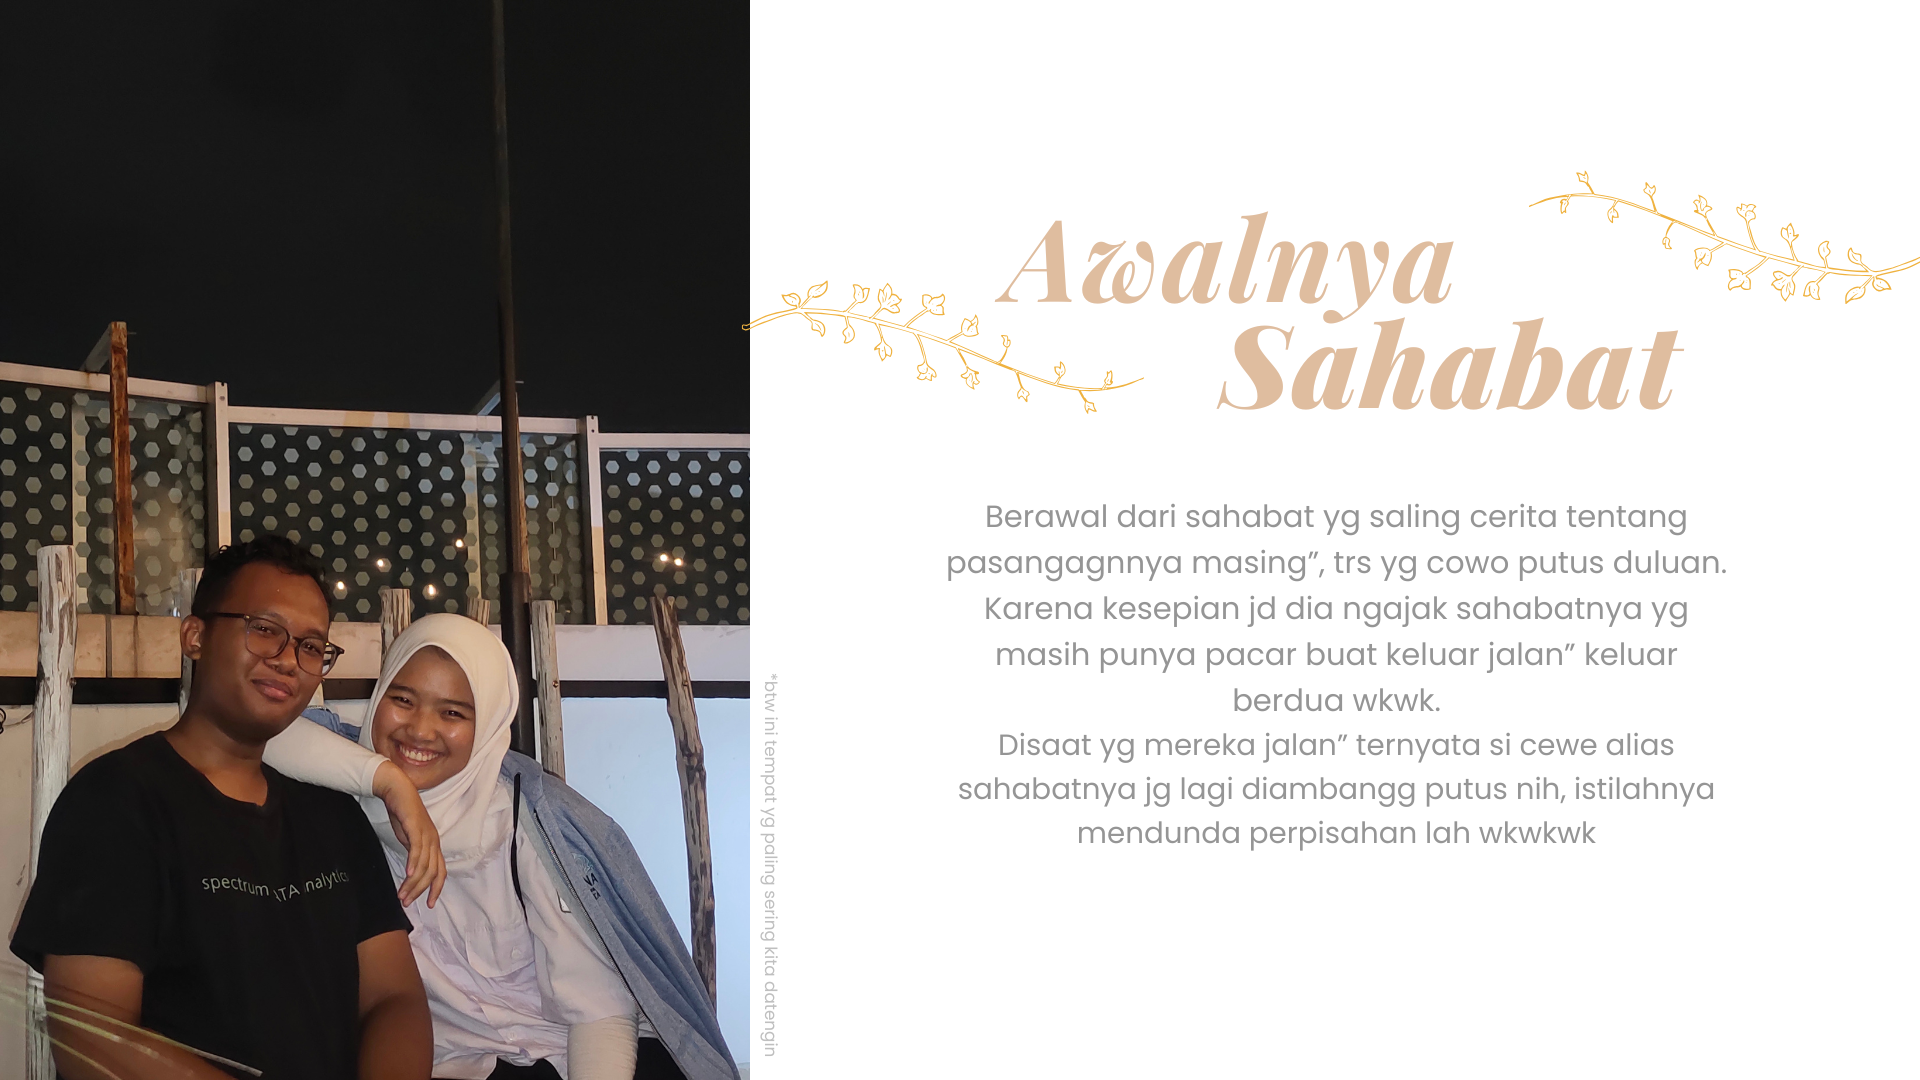 Awalnya
Sahabat
Berawal dari sahabat yg saling cerita tentang
pasangagnnya masing”, trs yg cowo putus duluan.
Karena kesepian jd dia ngajak sahabatnya yg
masih punya pacar buat keluar jalan” keluar
berdua wkwk.
Disaat yg mereka jalan” ternyata si cewe alias
sahabatnya jg lagi diambangg putus nih, istilahnya
mendunda perpisahan lah wkwkwk
*btw ini tempat yg paling sering kita datengin
spectrum